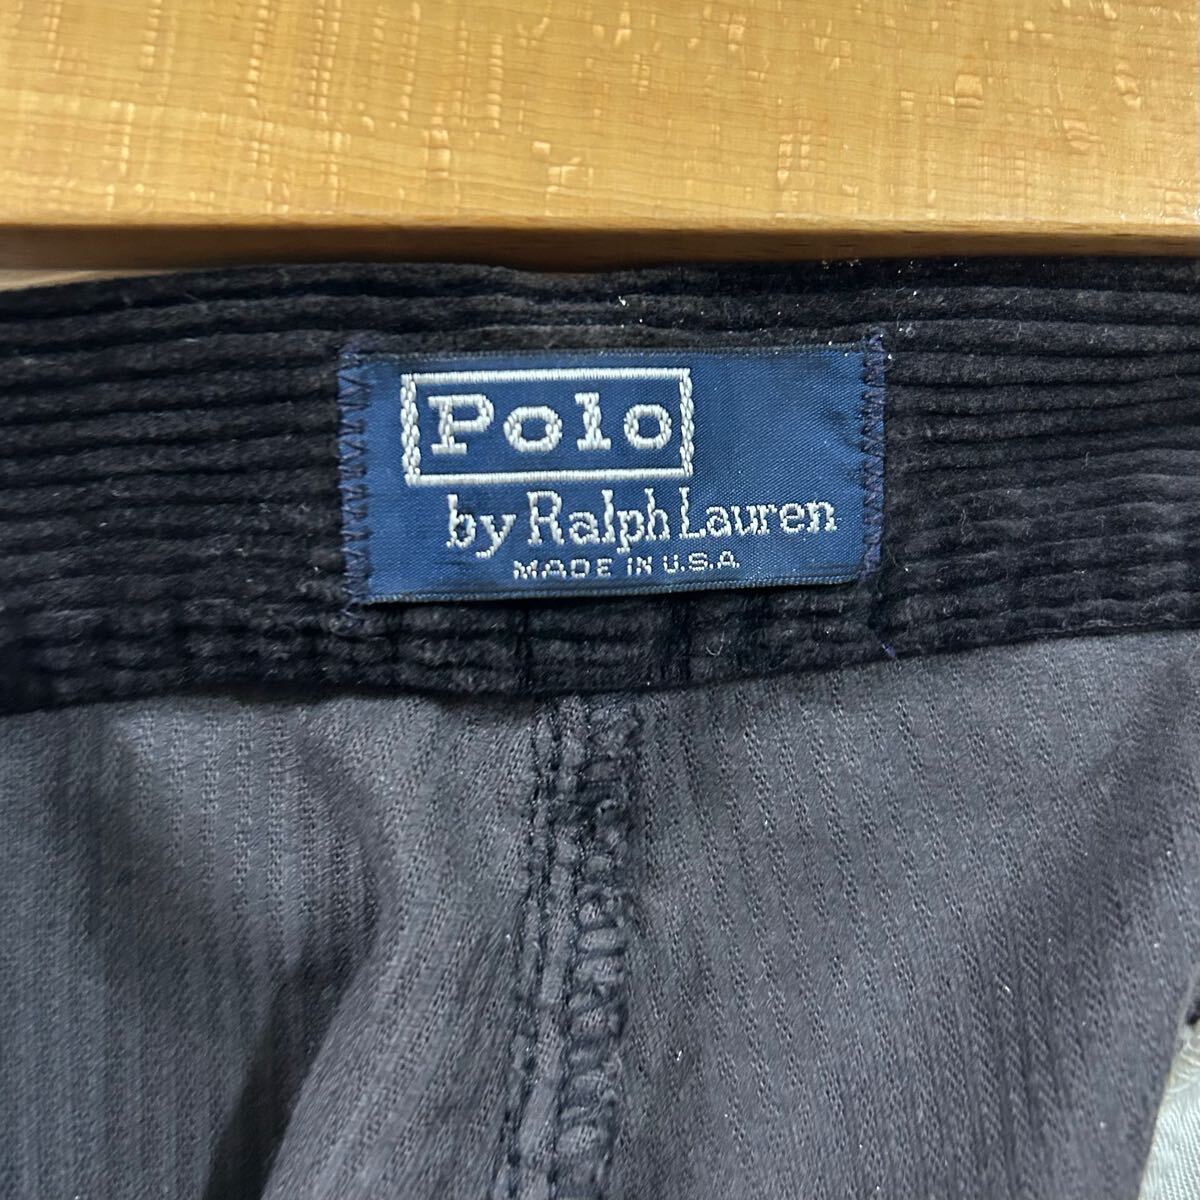 Polo
by Ralph Lauren
MADE IN U.S.A.